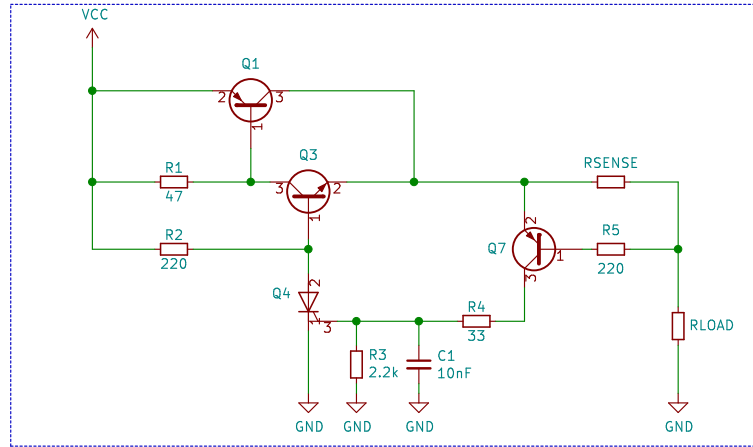 VCC
Q1
2
3
1
R1
47
Q3
3
2
1
RSENSE
R2
220
Q7
2
1
3
R5
220
Q4
2
1
3
R4
33
RLOAD
R3
2.2k
C1
10nF
GND
GND
GND
GND